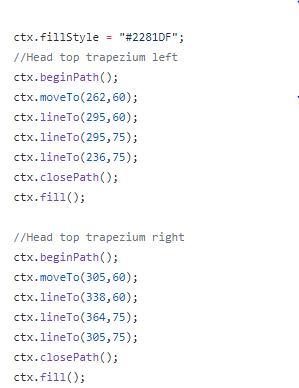 ctx.fillStyle = "#2281DF";
//Head top trapezium left
ctx.beginPath();
ctx.moveTo(262,60);
ctx.lineTo(295,60);
ctx.lineTo(295,75);
ctx.lineTo(236,75);
ctx.closePath();
ctx.fill();

//Head top trapezium right
ctx.beginPath();
ctx.moveTo(305,60);
ctx.lineTo(338,60);
ctx.lineTo(364,75);
ctx.lineTo(305,75);
ctx.closePath();
ctx.fill();